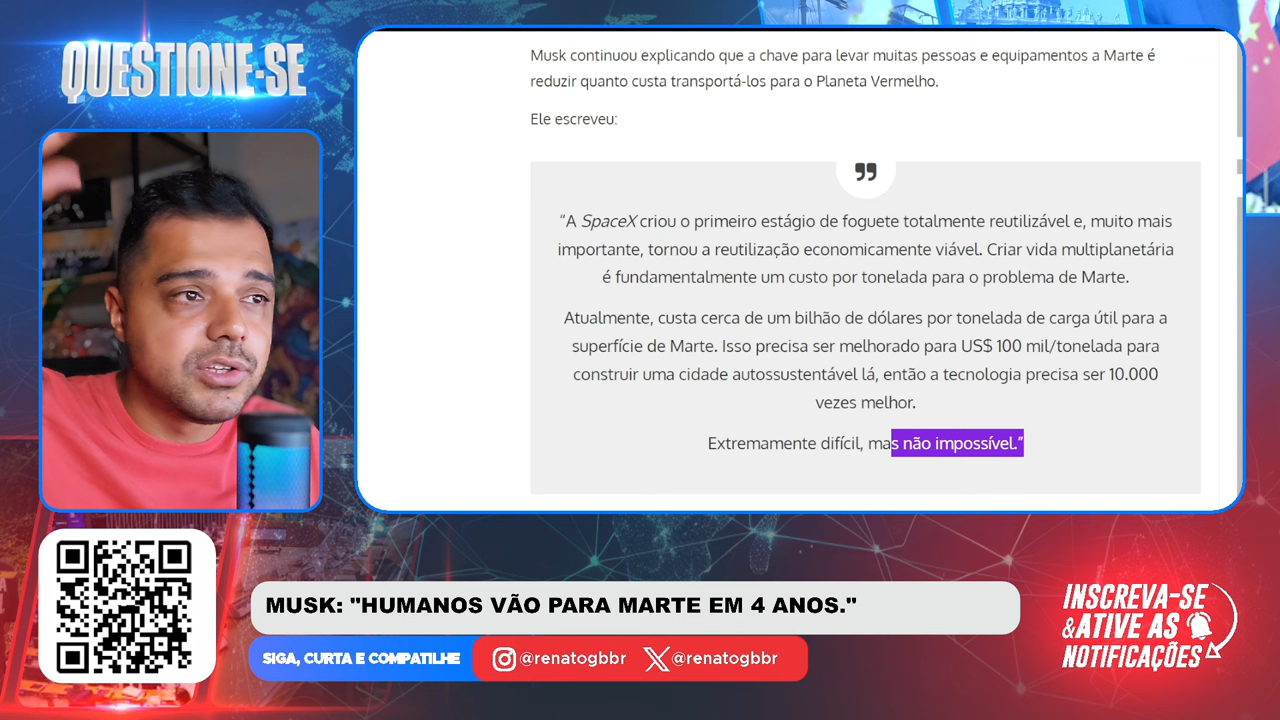 QUESTIONE-SE
Musk continuou explicando que a chave para levar muitas pessoas e equipamentos a Marte é
reduzir quanto custa transportá-los para o Planeta Vermelho.
Ele escreveu:
“A SpaceX criou o primeiro estágio de foguete totalmente reutilizável e, muito mais
importante, tornou a reutilização economicamente viável. Criar vida multiplanetária
é fundamentalmente um custo por tonelada para o problema de Marte.
Atualmente, custa cerca de um bilhão de dólares por tonelada de carga útil para a
superfície de Marte. Isso precisa ser melhorado para US$ 100 mil/tonelada para
construir uma cidade autossustentável lá, então a tecnologia precisa ser 10.000
vezes melhor.
Extremamente difícil, mas não impossível.”
MUSK: "HUMANOS VÃO PARA MARTE EM 4 ANOS."
SIGA, CURTA E COMPATILHE
@renatogbbr
@renatogbbr
INSCREVA-SE
&ATIVE AS
NOTIFICAÇÕES